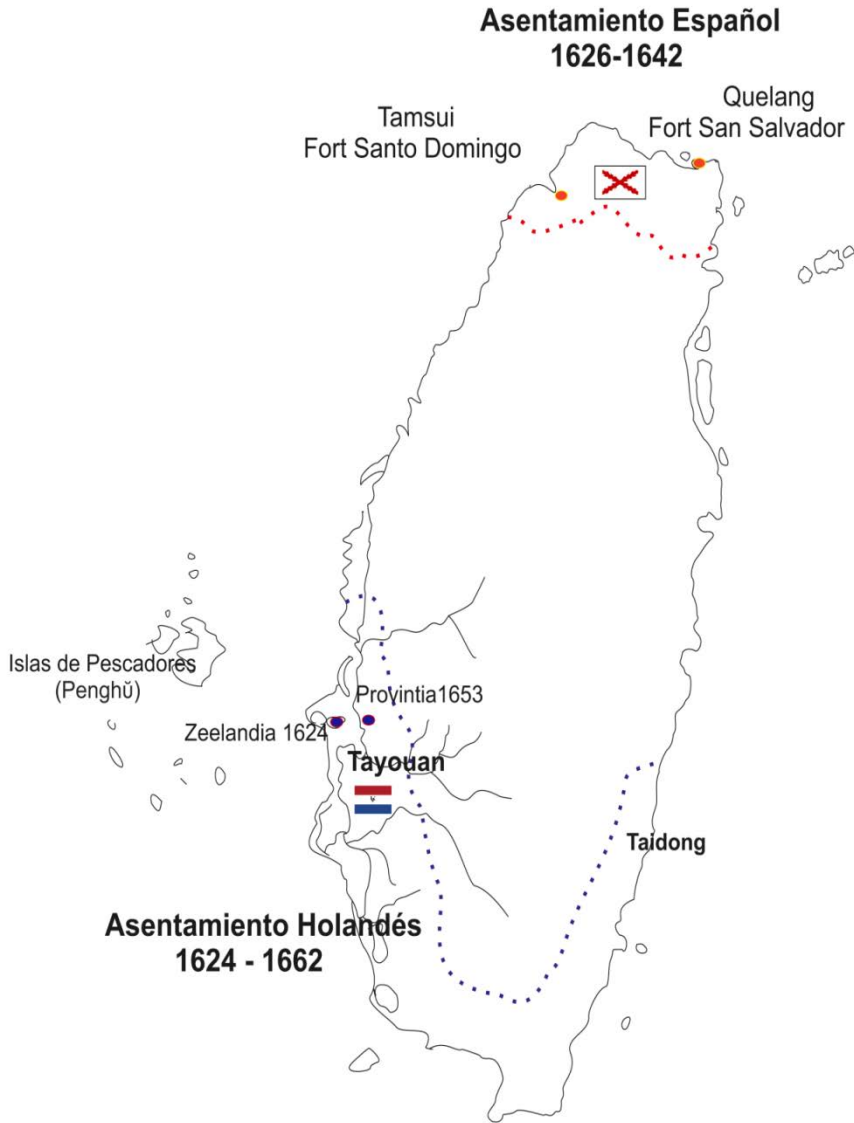 Asentamiento Español
1626-1642
Tamsui
Fort Santo Domingo
Quelang
Fort San Salvador
Islas de Pescadores
(Penghŭ)
Zeelandia 1624
Provintia1653
Tayouan
Taidong
Asentamiento Holandés
1624 - 1662